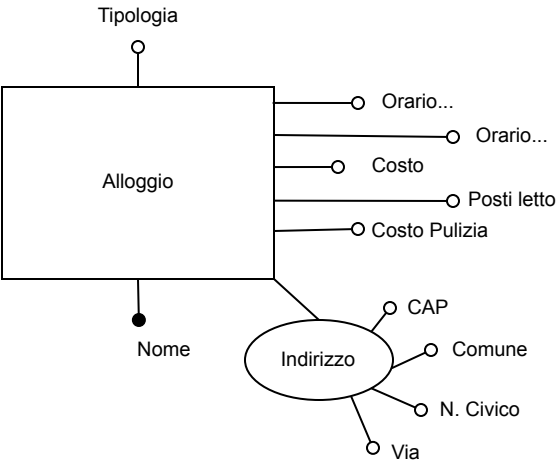 Tipologia
Orario...
Orario...
Alloggio
Costo
Posti letto
Costo Pulizia
CAP
Nome
Comune
Indirizzo
N. Civico
Via